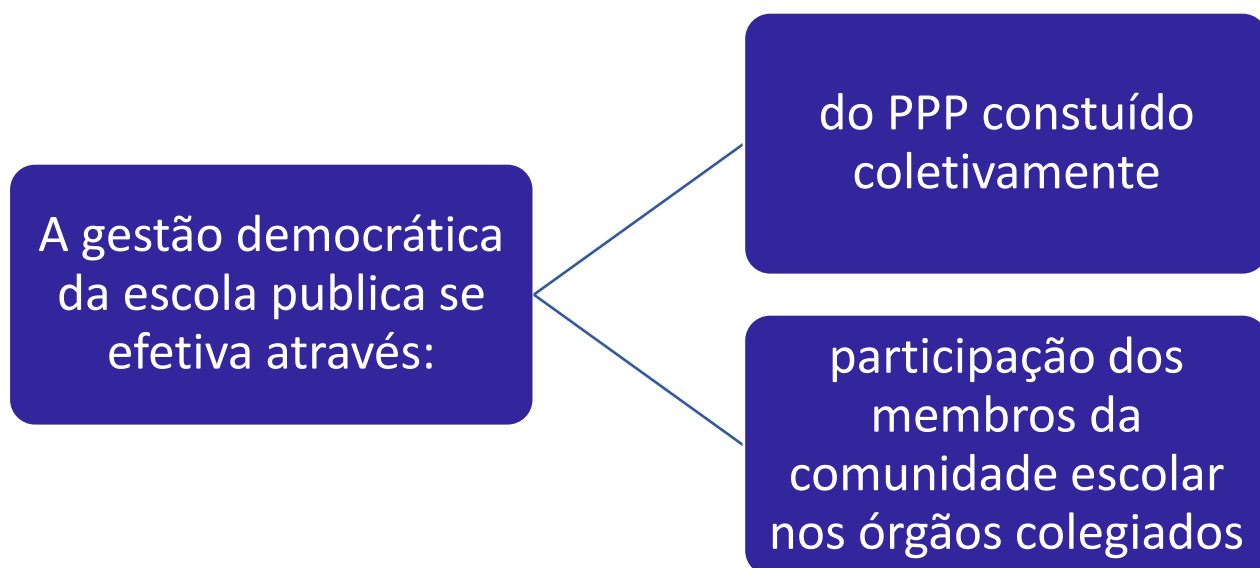 A gestão democrática
da escola publica se
efetiva através:
do PPP constuído
coletivamente
participação dos
membros da
comunidade escolar
nos órgãos colegiados